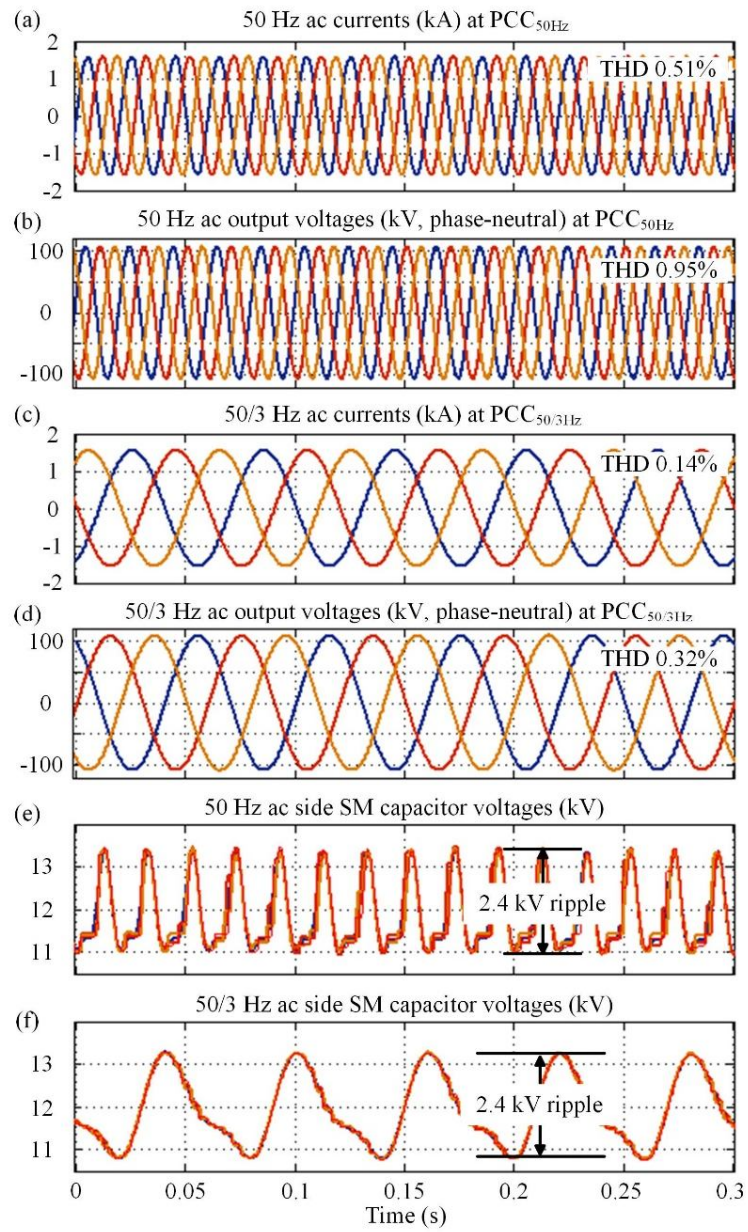 (a) 50 Hz ac currents (kA) at PCC50Hz
2
1
0
-1
-2
THD 0.51%
(b) 50 Hz ac output voltages (kV, phase-neutral) at PCC50Hz
100
0
-100
THD 0.95%
(c) 50/3 Hz ac currents (kA) at PCC50/3Hz
2
1
0
-1
-2
THD 0.14%
(d) 50/3 Hz ac output voltages (kV, phase-neutral) at PCC50/3Hz
100
0
-100
THD 0.32%
(e) 50 Hz ac side SM capacitor voltages (kV)
13
12
11
2.4 kV ripple
(f) 50/3 Hz ac side SM capacitor voltages (kV)
13
12
11
2.4 kV ripple
0 0.05 0.1 0.15 0.2 0.25 0.3
Time (s)